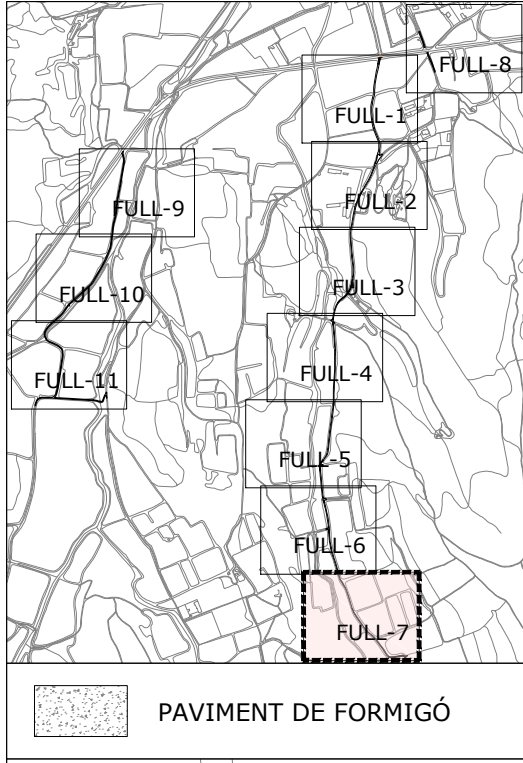 FULL-8
FULL-1
FULL-2
FULL-9
FULL-3
FULL-10
FULL-4
FULL-11
FULL-5
FULL-6
FULL-7
PAVIMENT DE FORMIGÓ